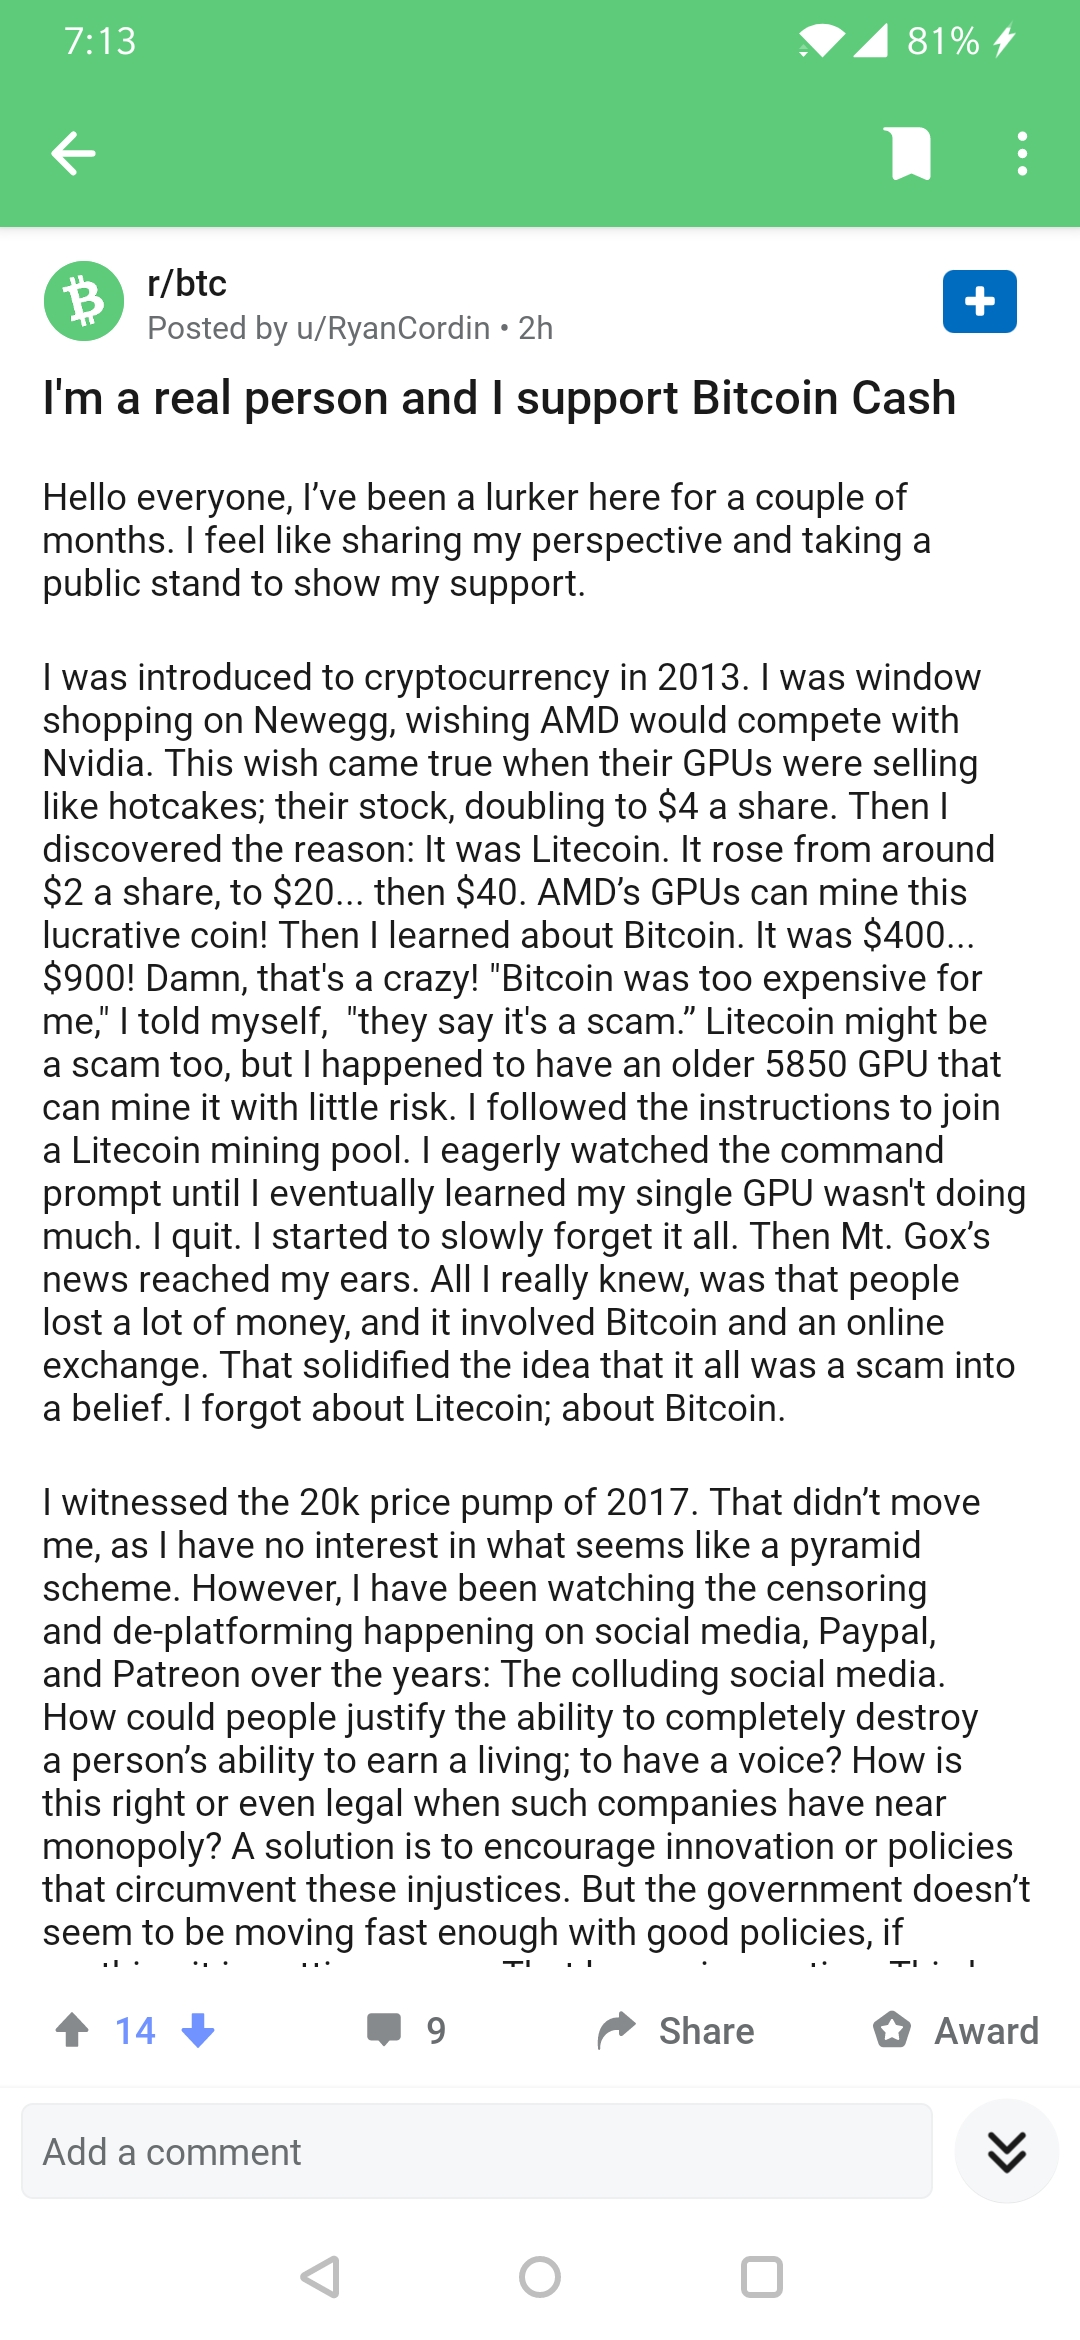 7:13
81%
r/btc
Posted by u/RyanCordin • 2h
I'm a real person and I support Bitcoin Cash
Hello everyone, I’ve been a lurker here for a couple of
months. I feel like sharing my perspective and taking a
public stand to show my support.
I was introduced to cryptocurrency in 2013. I was window
shopping on Newegg, wishing AMD would compete with
Nvidia. This wish came true when their GPUs were selling
like hotcakes; their stock, doubling to $4 a share. Then I
discovered the reason: It was Litecoin. It rose from around
$2 a share, to $20... then $40. AMD’s GPUs can mine this
lucrative coin! Then I learned about Bitcoin. It was $400...
$900! Damn, that's a crazy! "Bitcoin was too expensive for
me," I told myself,  "they say it's a scam.” Litecoin might be
a scam too, but I happened to have an older 5850 GPU that
can mine it with little risk. I followed the instructions to join
a Litecoin mining pool. I eagerly watched the command
prompt until I eventually learned my single GPU wasn't doing
much. I quit. I started to slowly forget it all. Then Mt. Gox’s
news reached my ears. All I really knew, was that people
lost a lot of money, and it involved Bitcoin and an online
exchange. That solidified the idea that it all was a scam into
a belief. I forgot about Litecoin; about Bitcoin.
I witnessed the 20k price pump of 2017. That didn’t move
me, as I have no interest in what seems like a pyramid
scheme. However, I have been watching the censoring
and de-platforming happening on social media, Paypal,
and Patreon over the years: The colluding social media.
How could people justify the ability to completely destroy
a person’s ability to earn a living; to have a voice? How is
this right or even legal when such companies have near
monopoly? A solution is to encourage innovation or policies
that circumvent these injustices. But the government doesn’t
seem to be moving fast enough with good policies, if
14
9
Share
Award
Add a comment